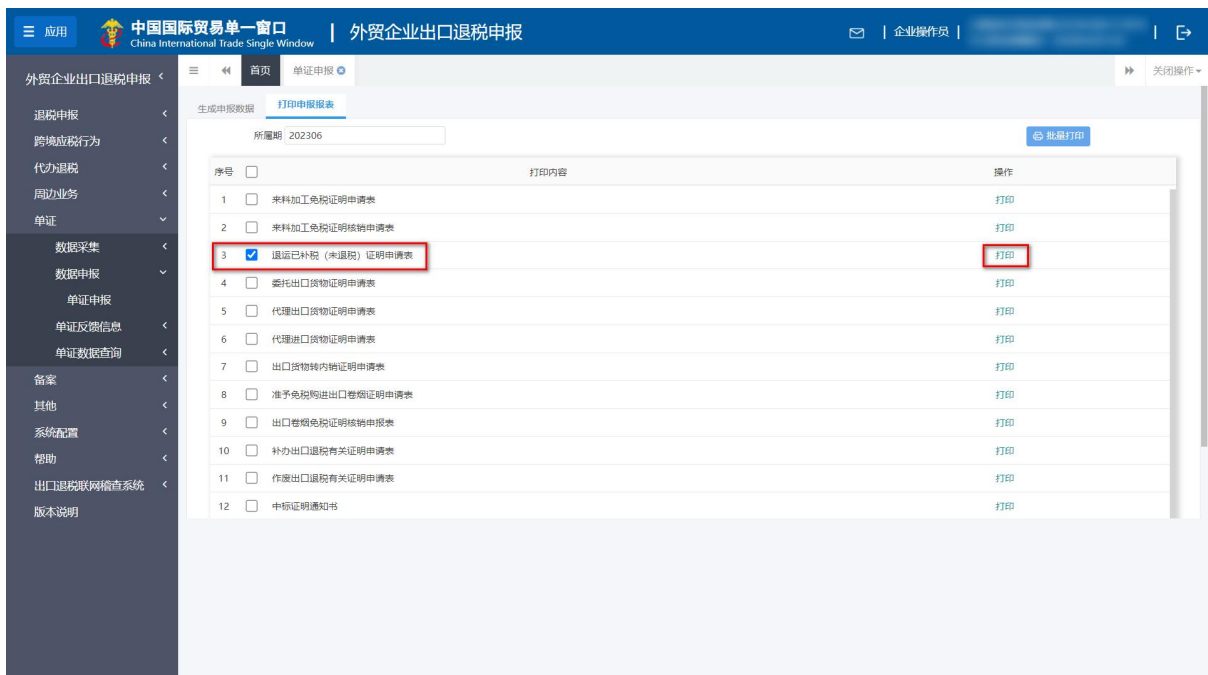 三 应用
中国国际贸易单一窗口
China International Trade Single Window
外贸企业出口退税申报
企业操作员
外贸企业出口退税申报
首页
单证申报
关闭操作
退税申报
跨境应税行为
代办退税
周边业务
单证
数据采集
数据申报
单证申报
单证反馈信息
单证数据查询
备案
其他
系统配置
帮助
出口退税联网稽查系统
版本说明
生成申报数据 打印申报报表
所属期 202306
批量打印
序号 打印内容 操作
1 来料加工免税证明申请表 打印
2 来料加工免税证明核销申请表 打印
3 退运已补税（未退税）证明申请表 打印
4 委托出口货物证明申请表 打印
5 代理出口货物证明申请表 打印
6 代理进口货物证明申请表 打印
7 出口货物转内销证明申请表 打印
8 准予免税购进出口卷烟证明申请表 打印
9 出口卷烟免税证明核销申报表 打印
10 补办出口退税有关证明申请表 打印
11 作废出口退税有关证明申请表 打印
12 中标证明通知书 打印